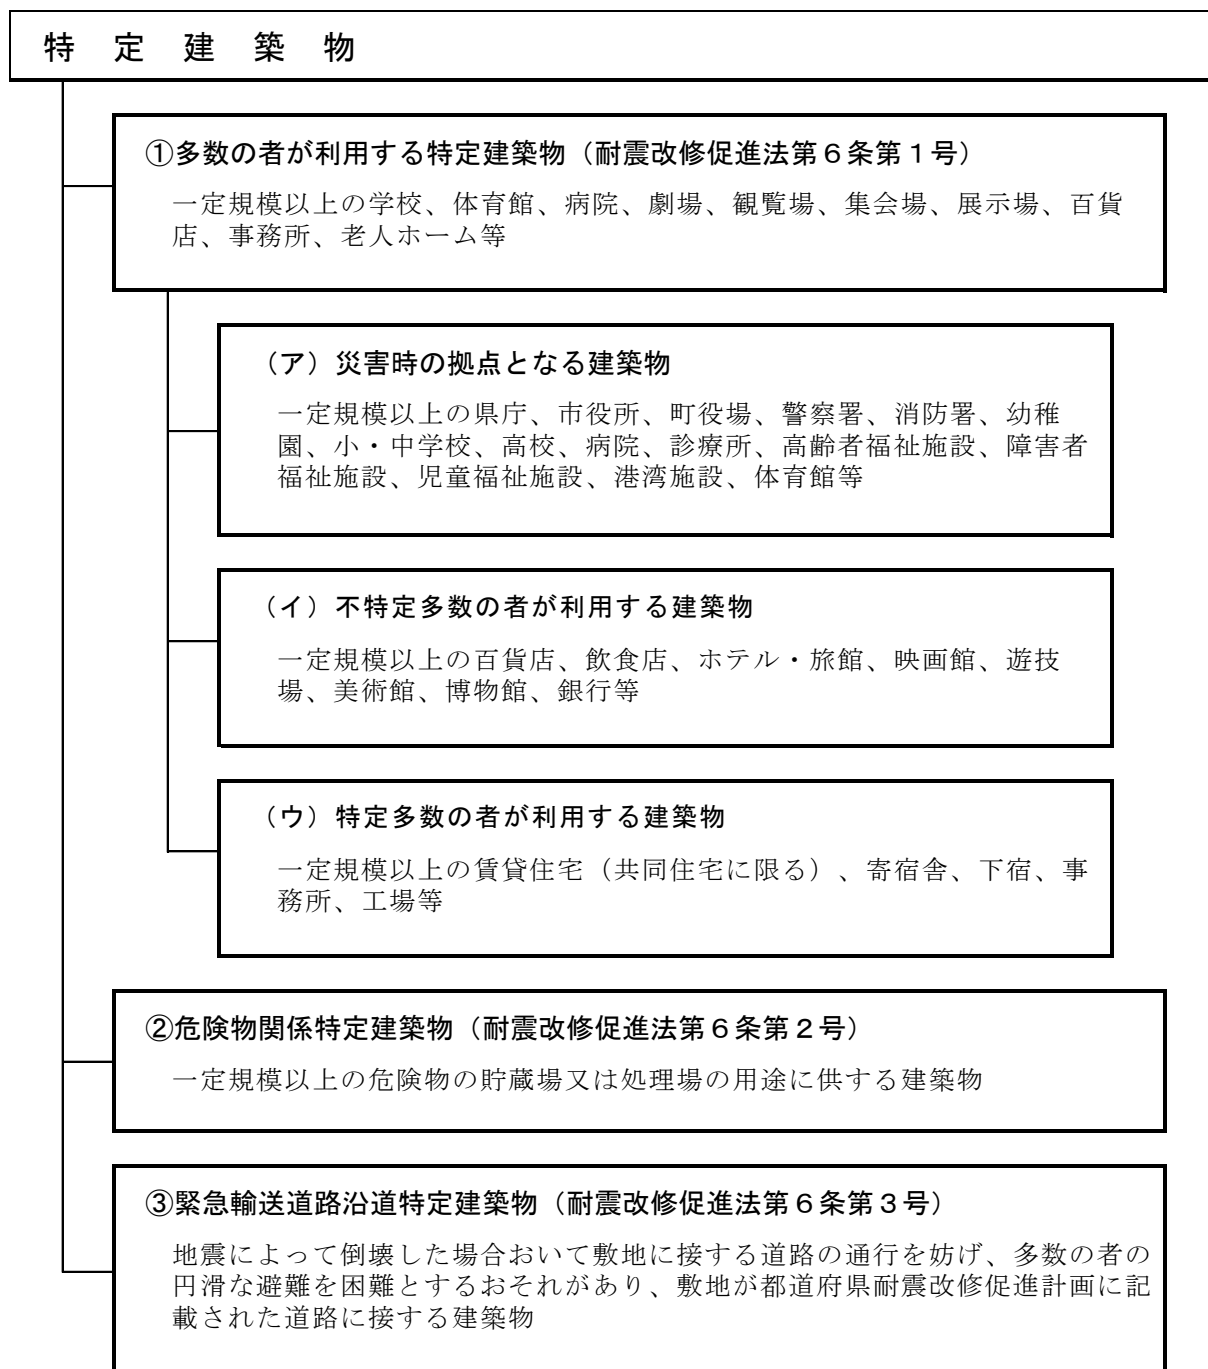 特 定 建 築 物
①多数の者が利用する特定建築物（耐震改修促進法第６条第１号）
一定規模以上の学校、体育館、病院、劇場、観覧場、集会場、展示場、百貨
店、事務所、老人ホーム等
（ア）災害時の拠点となる建築物
一定規模以上の県庁、市役所、町役場、警察署、消防署、幼稚
園、小・中学校、高校、病院、診療所、高齢者福祉施設、障害者
福祉施設、児童福祉施設、港湾施設、体育館等
（イ）不特定多数の者が利用する建築物
一定規模以上の百貨店、飲食店、ホテル・旅館、映画館、遊技
場、美術館、博物館、銀行等
（ウ）特定多数の者が利用する建築物
一定規模以上の賃貸住宅（共同住宅に限る）、寄宿舎、下宿、事
務所、工場等
②危険物関係特定建築物（耐震改修促進法第６条第２号）
一定規模以上の危険物の貯蔵場又は処理場の用途に供する建築物
③緊急輸送道路沿道特定建築物（耐震改修促進法第６条第３号）
地震によって倒壊した場合おいて敷地に接する道路の通行を妨げ、多数の者の
円滑な避難を困難とするおそれがあり、敷地が都道府県耐震改修促進計画に記
載された道路に接する建築物